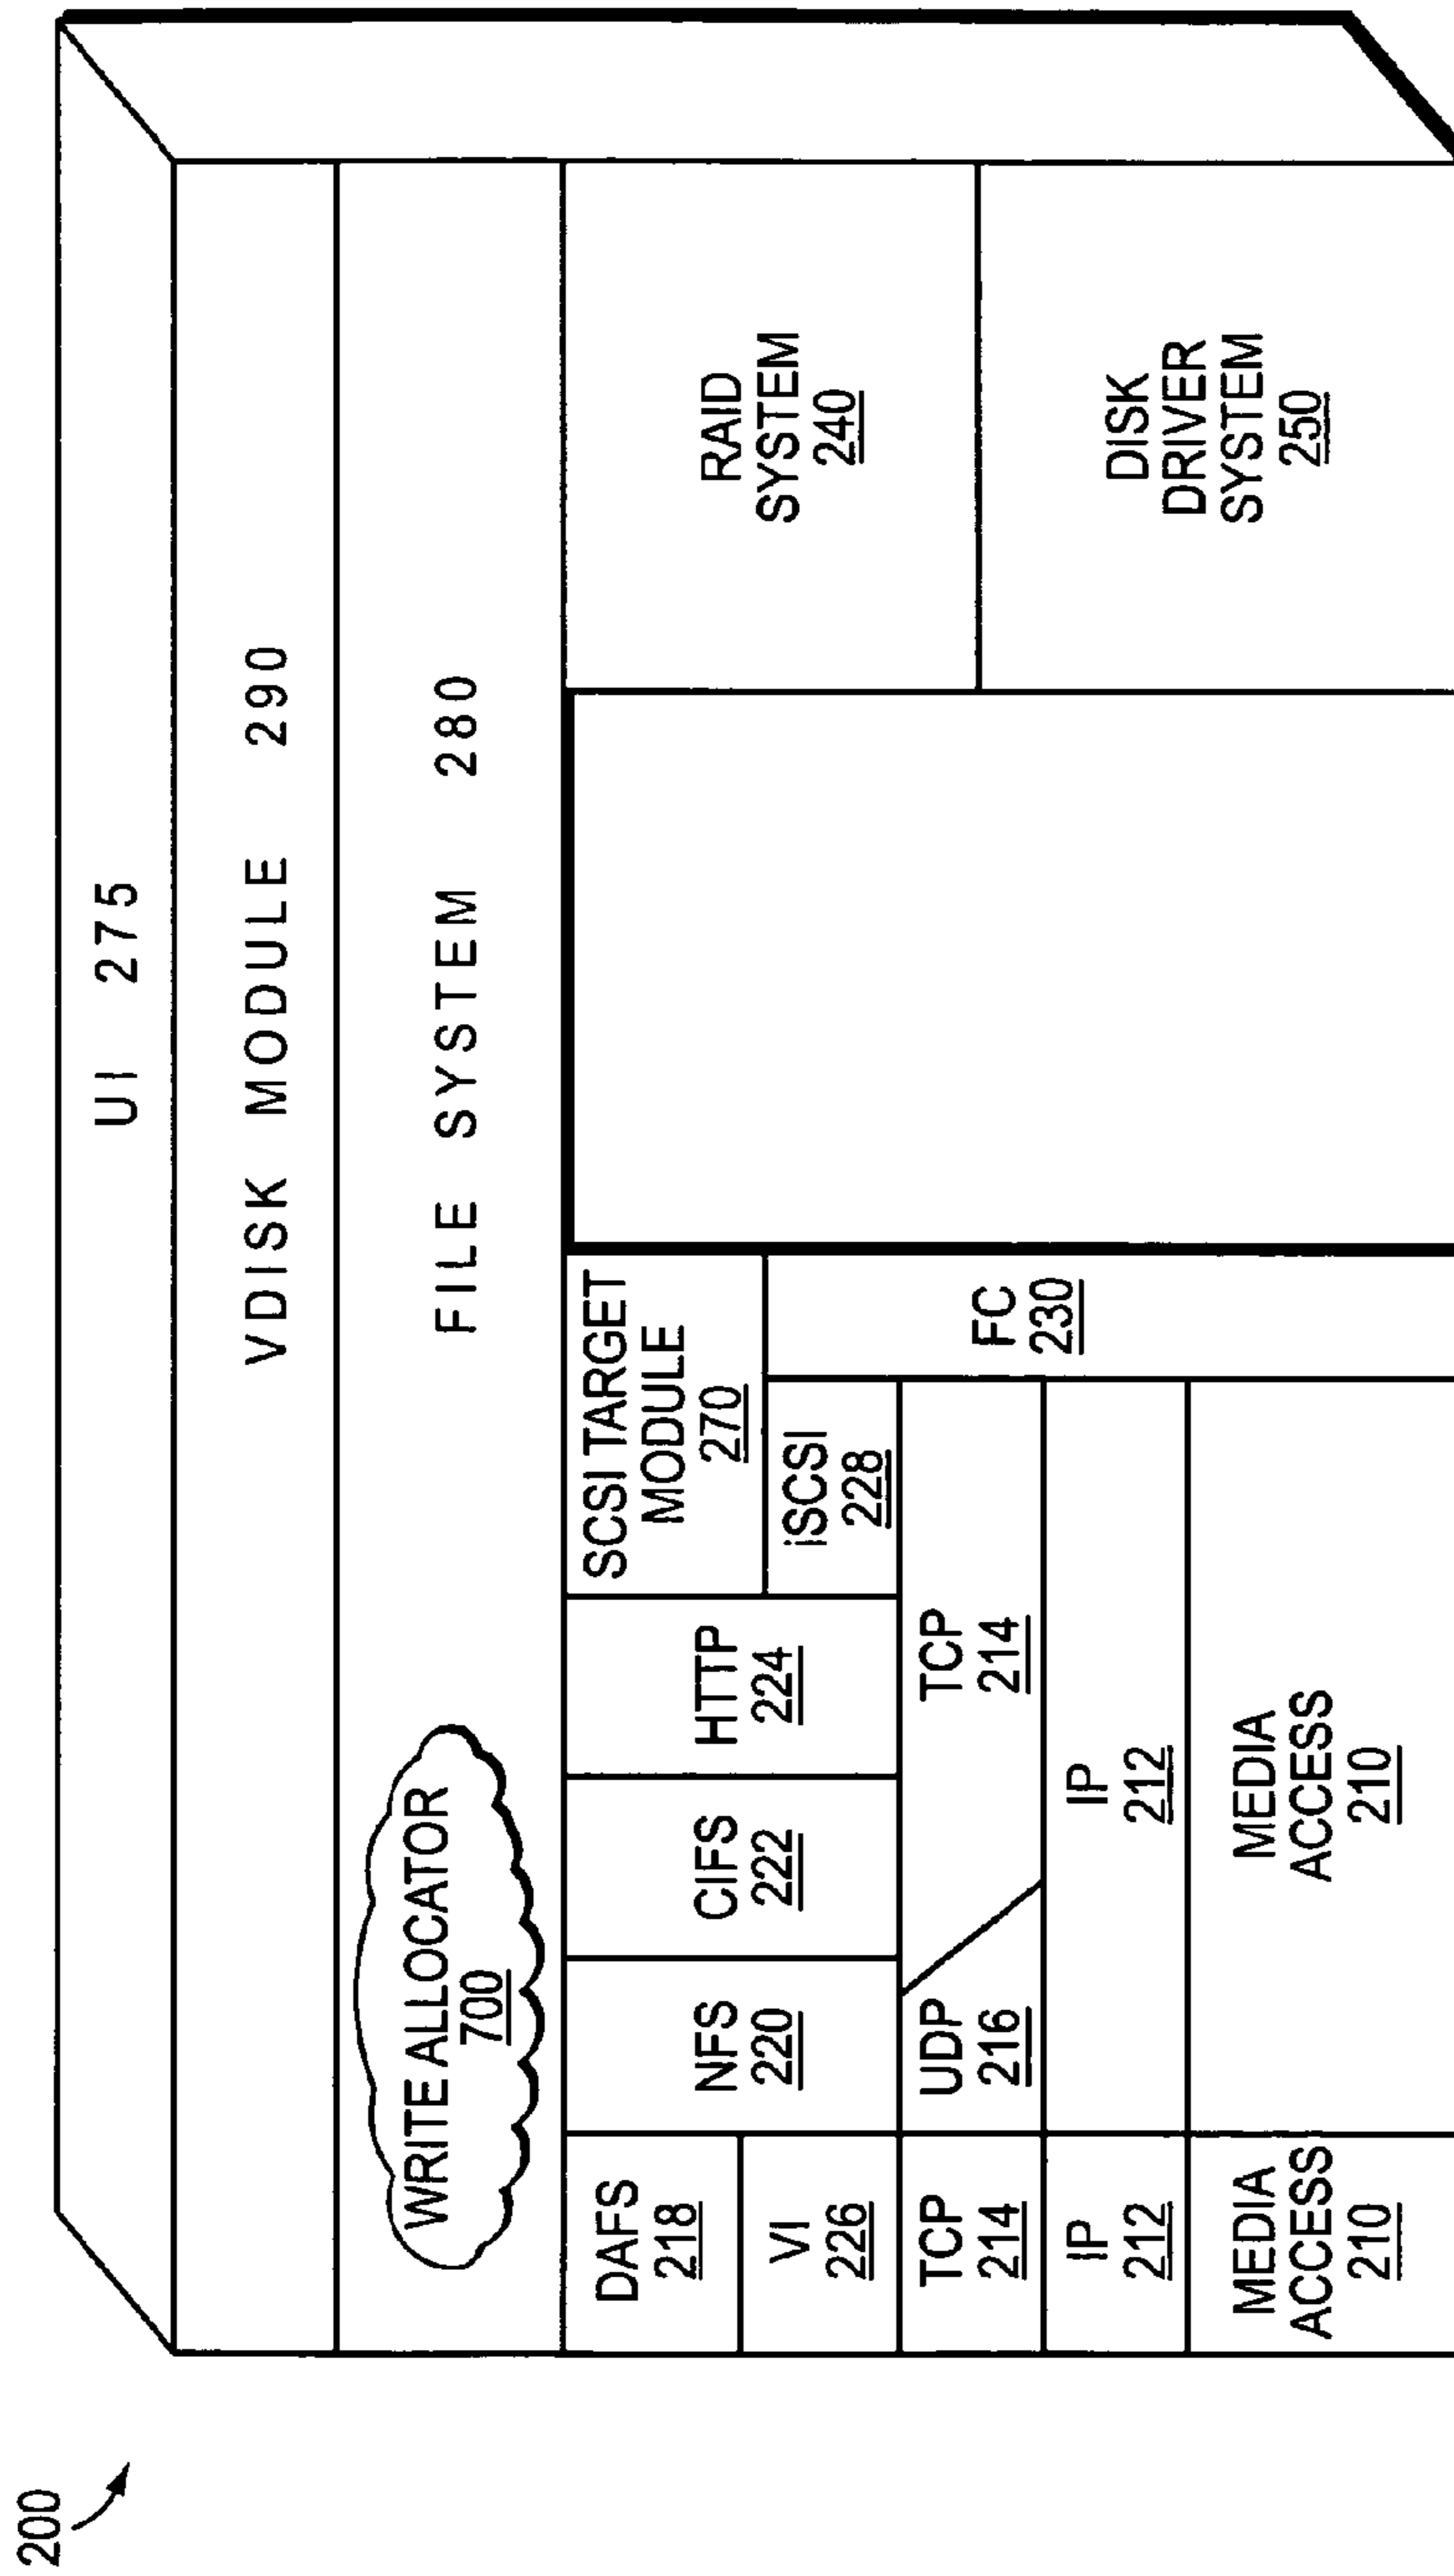 200
UI 275
VDISK MODULE 290
FILE SYSTEM 280
WRITE ALLOCATOR
700
DAFS
218
VI
226
TCP
214
IP
212
MEDIA
ACCESS
210
NFS
220
CIFS
222
HTTP
224
SCSI TARGET
MODULE
270
iSCSI
228
FC
230
UDP
216
TCP
214
IP
212
MEDIA
ACCESS
210
RAID
SYSTEM
240
DISK
DRIVER
SYSTEM
250